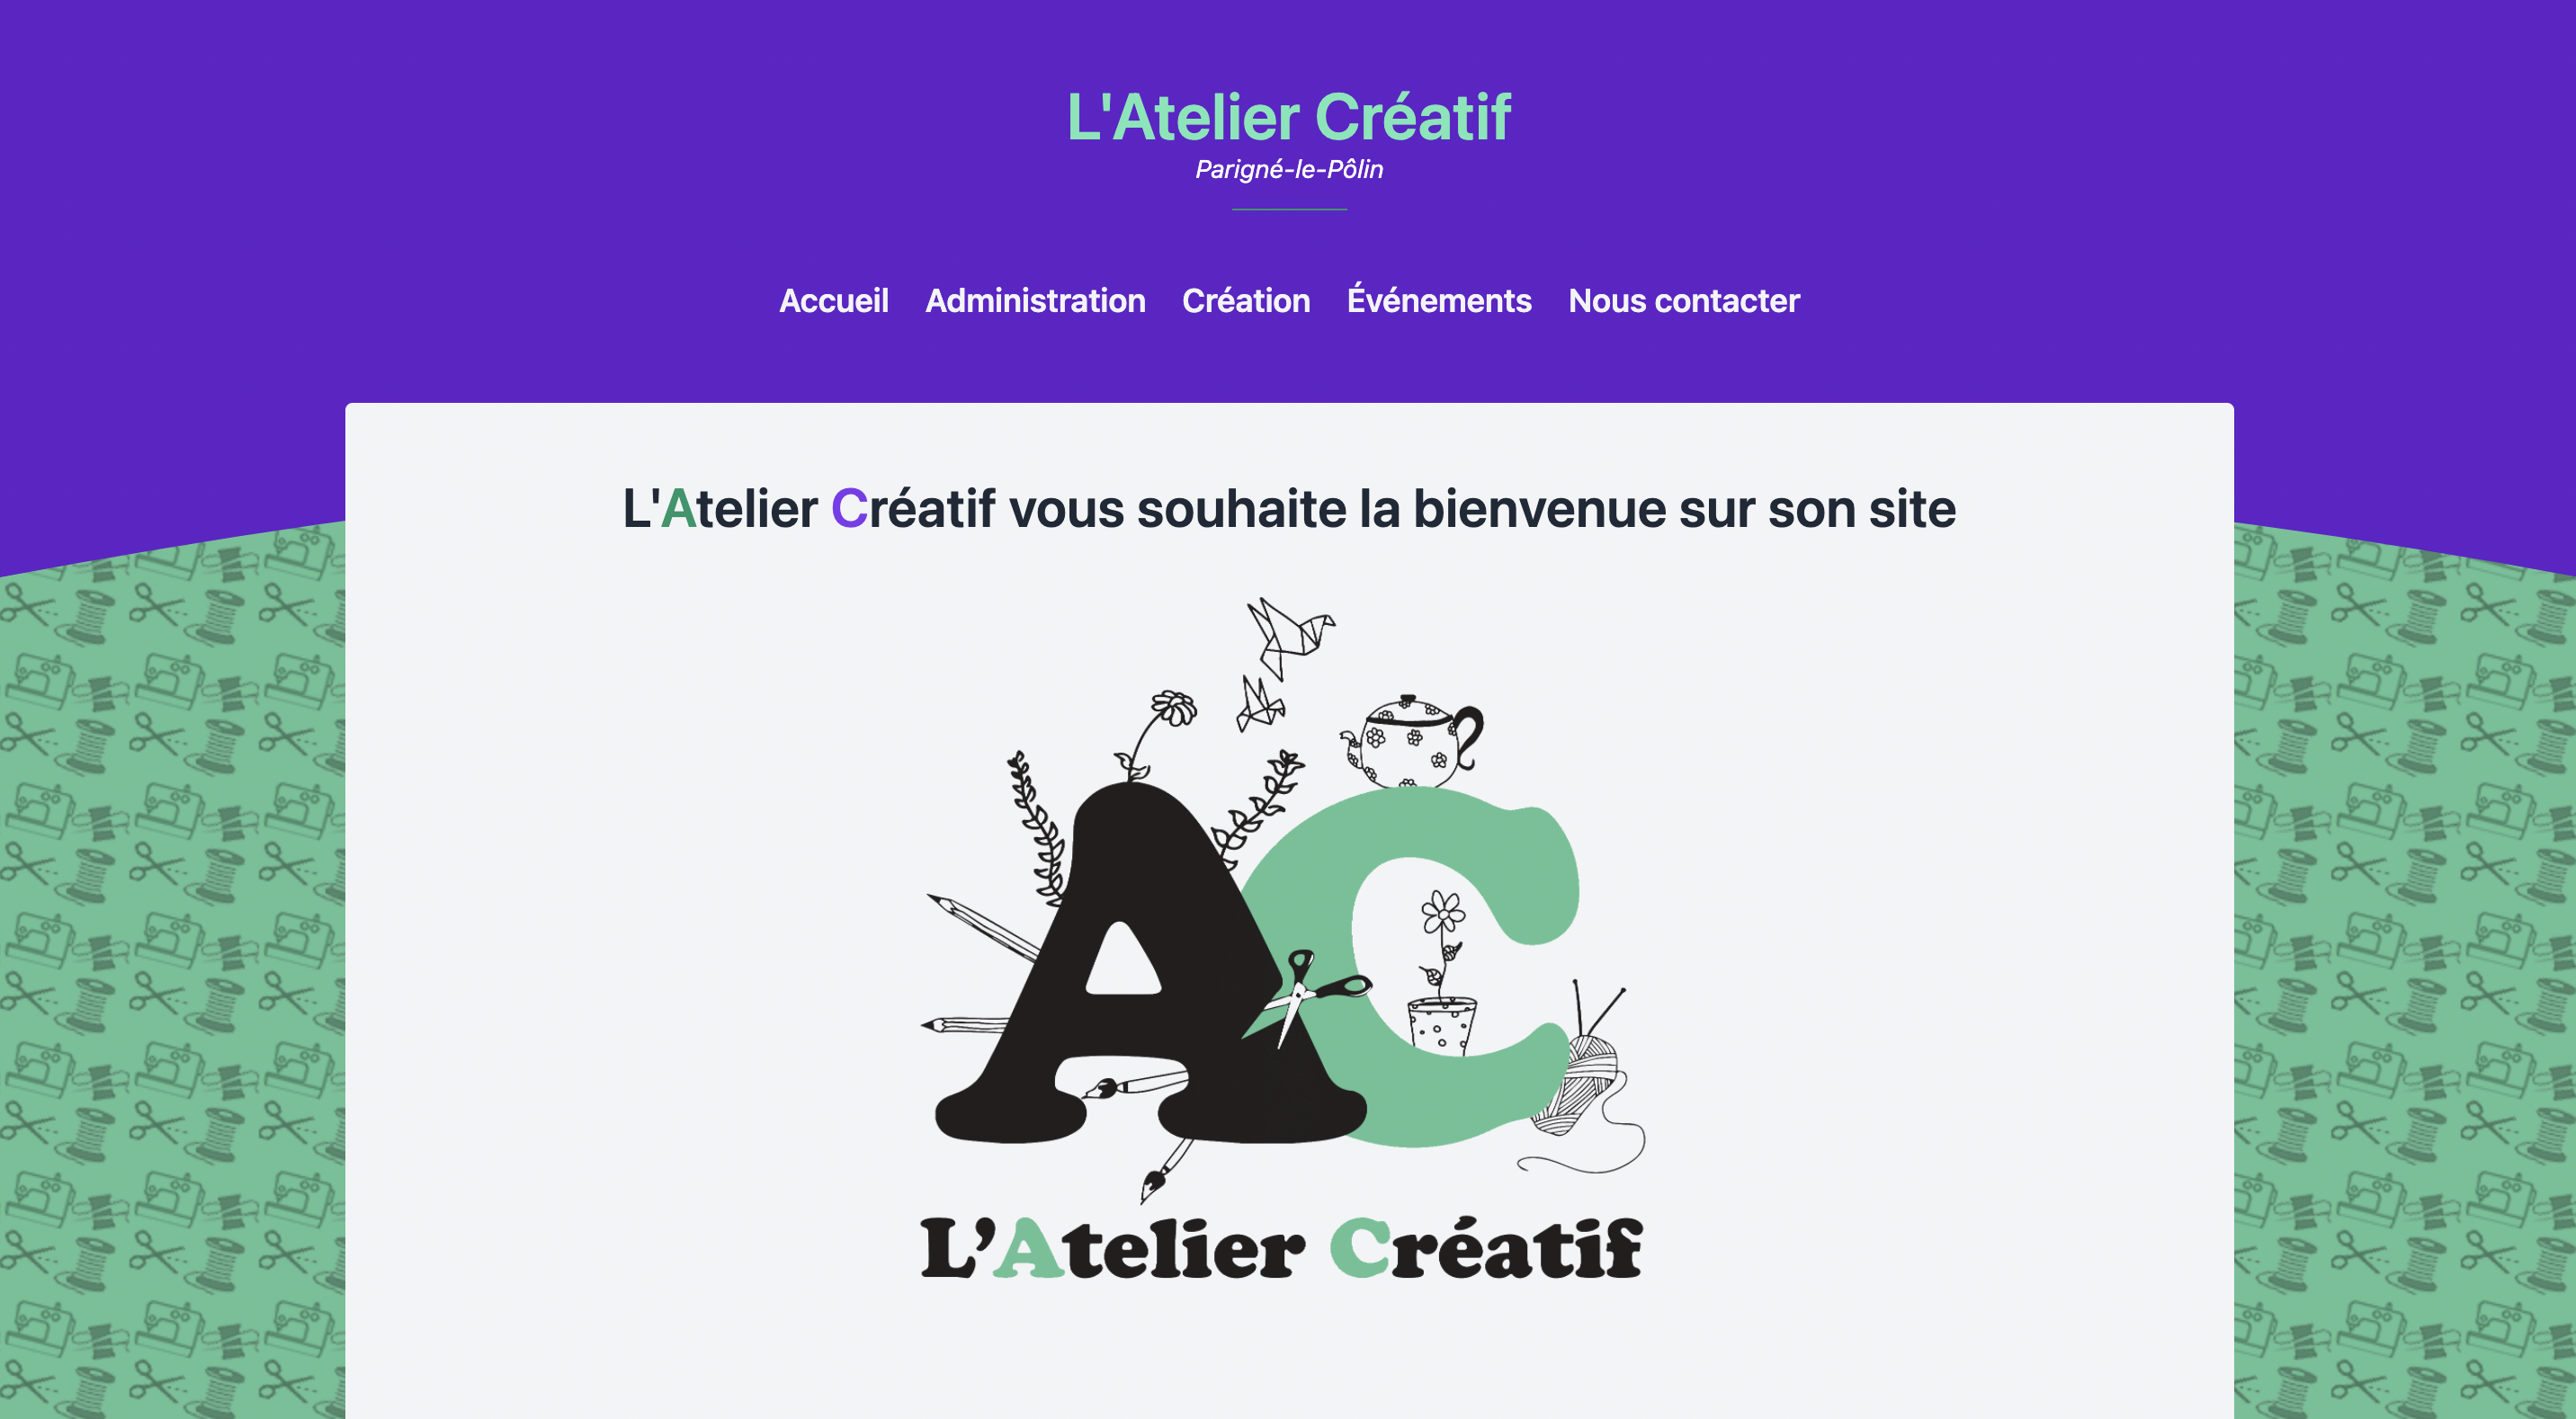 L'Atelier Créatif
Parigné-le-Pôlin
Accueil Administration Création Événements Nous contacter
L'Atelier Créatif vous souhaite la bienvenue sur son site
AC
L’Atelier Créatif